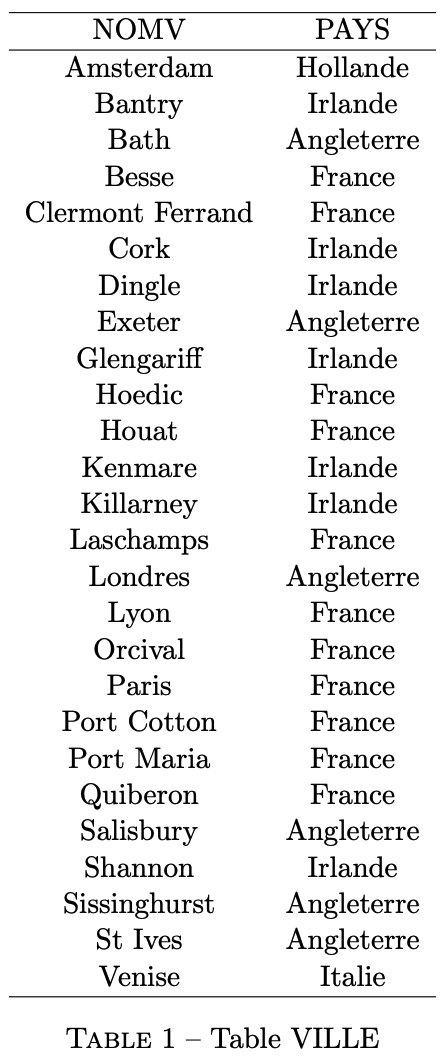 NOMV PAYS
Amsterdam Hollande
Bantry Irlande
Bath Angleterre
Besse France
Clermont Ferrand France
Cork Irlande
Dingle Irlande
Exeter Angleterre
Glengariff Irlande
Hoedic France
Houat France
Kenmare Irlande
Killarney Irlande
Laschamps France
Londres Angleterre
Lyon France
Orcival France
Paris France
Port Cotton France
Port Maria France
Quiberon France
Salisbury Angleterre
Shannon Irlande
Sissinghurst Angleterre
St Ives Angleterre
Venise Italie
TABLE 1 – Table VILLE